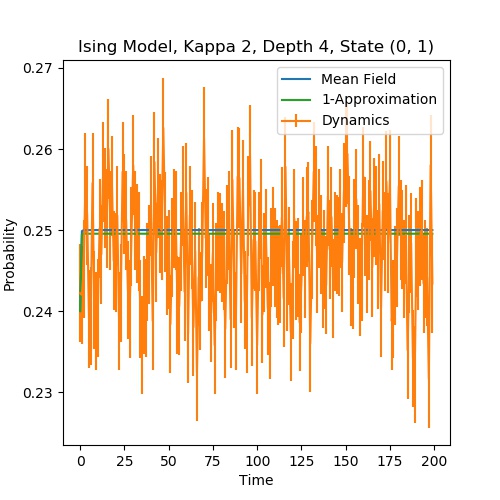 Ising Model, Kappa 2, Depth 4, State (0, 1)
Mean Field
1-Approximation
Dynamics
0.27
0.26
0.25
0.24
0.23
Probability
0 25 50 75 100 125 150 175 200
Time